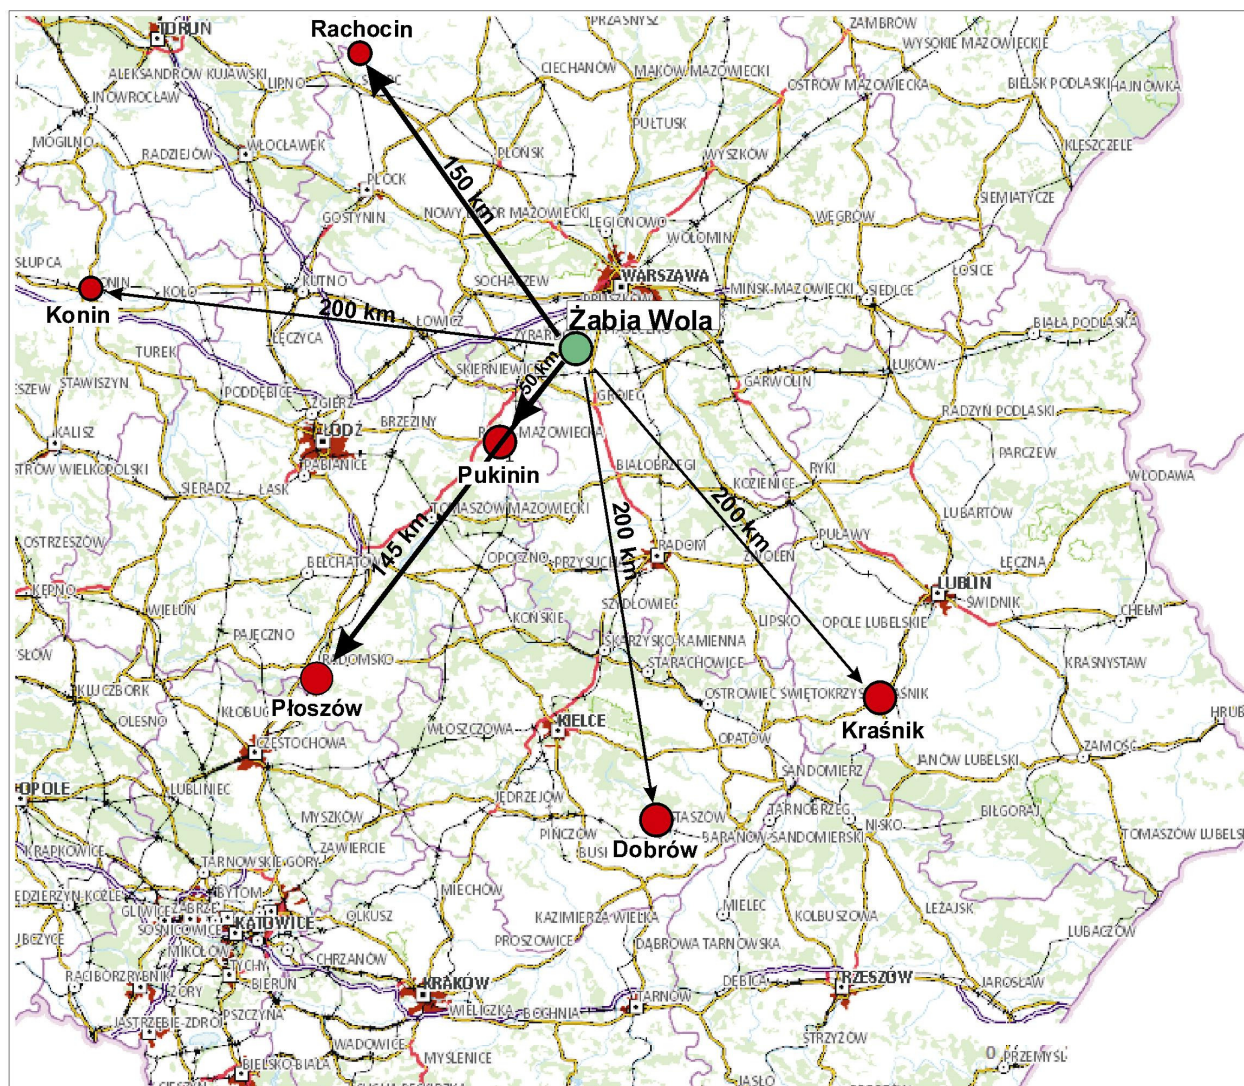 TORUŃ
Rachocin
PRZASNYSZ
ZAMBRÓW
WYSOKIE MAZOWIECKIE
ALEKSANDRÓW KUJAWSKI
LIPNO
CIECHANÓW
MAKÓW MAZOWIECKI
OSTRÓW MAZOWIECKA
BIELSK PODLASKI
HAJNÓWKA
INOWROCŁAW
PUŁTUSK
MOGILNO
RADZIEJÓW
WŁOCŁAWEK
PŁOŃSK
WYSZKÓW
KLESZCZELE
150 km
PŁOCK
SIEMIATYCZE
GOSTYNIN
LEGIONOWO
WĘGRÓW
WOŁOMIN
SŁUPCA
KOŁO
KUTNO
SOCHACZEW
WARSZAWA
MIŃSK MAZOWIECKI
SIEDLCE
ŁOSICE
Konin
200 km
ŁOWICZ
Żabia Wola
BIAŁA PODLASKA
ŁĘCZYCA
TUREK
SKIERNIEWICE
50 km
ŁUKÓW
STAWISZYN
PODDĘBICE
ZGIERZ
BRZEZINY
GRÓJEC
GARWOLIN
RADZYŃ PODLASKI
KALISZ
ŁÓDŹ
MAZOWIECKA
PARCZEW
PABIANICE
Pukinin
BIAŁOBRZEGI
RYKI
WŁODAWA
SIERADZ
ŁASK
KOZIENICE
TOMASZÓW MAZOWIECKI
200 km
200 km
LUBARTÓW
OSTRZESZÓW
145 km
PUŁAWY
BEŁCHATÓW
OPOCZNO
PRZYSUCHA
RADOM
ZWOLEŃ
ŁĘCZNA
KĘPNO
LUBLIN
ŚWIDNIK
WIELUŃ
SZYDŁOWIEC
CHEŁM
PAJĘCZNO
KOŃSKIE
LIPSKO
OPOLE LUBELSKIE
SKARŻYSKO-KAMIENNA
RADOMSKO
STARACHOWICE
KRASNYSTAW
KLUCZBORK
Płoszów
OSTROWIEC ŚWIĘTOKRZYSKI
KRAŚNIK
OLESNO
KŁOBUCK
WŁOSZCZOWA
KIELCE
Kraśnik
CZĘSTOCHOWA
OPATÓW
ZAMOŚĆ
JANÓW LUBELSKI
SANDOMIERZ
OPOLE
LUBLINIEC
JĘDRZEJÓW
MYSZKÓW
TARNOBRZEG
BIŁGORAJ
STASZÓW
NISKO
PIŃCZÓW
BARANÓW SANDOMIERSKI
KRAPKOWICE
ZAWIERCIE
Dobrów
TARNOWSKIE GÓRY
BYTOM
MIECHÓW
MIELEC
GLIWICE
ZABRZE
OLKUSZ
KAZIMIERZA WIELKA
KOLBUSZOWA
LEŻAJSK
SOŚNICOWICE
KATOWICE
LUBACZÓW
PROSZOWICE
DĄBROWA TARNOWSKA
MIKOŁÓW
CHRZANÓW
TYCHY
RACIBÓRZ
RYBNIK
BIERUŃ
KRAKÓW
DĘBICA
RZESZÓW
JAROSŁAW
ŻORY
WIELICZKA
BOCHNIA
TARNÓW
PSZCZYNA
JASTRZĘBIE-ZDRÓJ
WADOWICE
MYŚLENICE
STRZYŻÓW
PRZEMYŚL
BIELSKO-BIAŁA
JASŁO